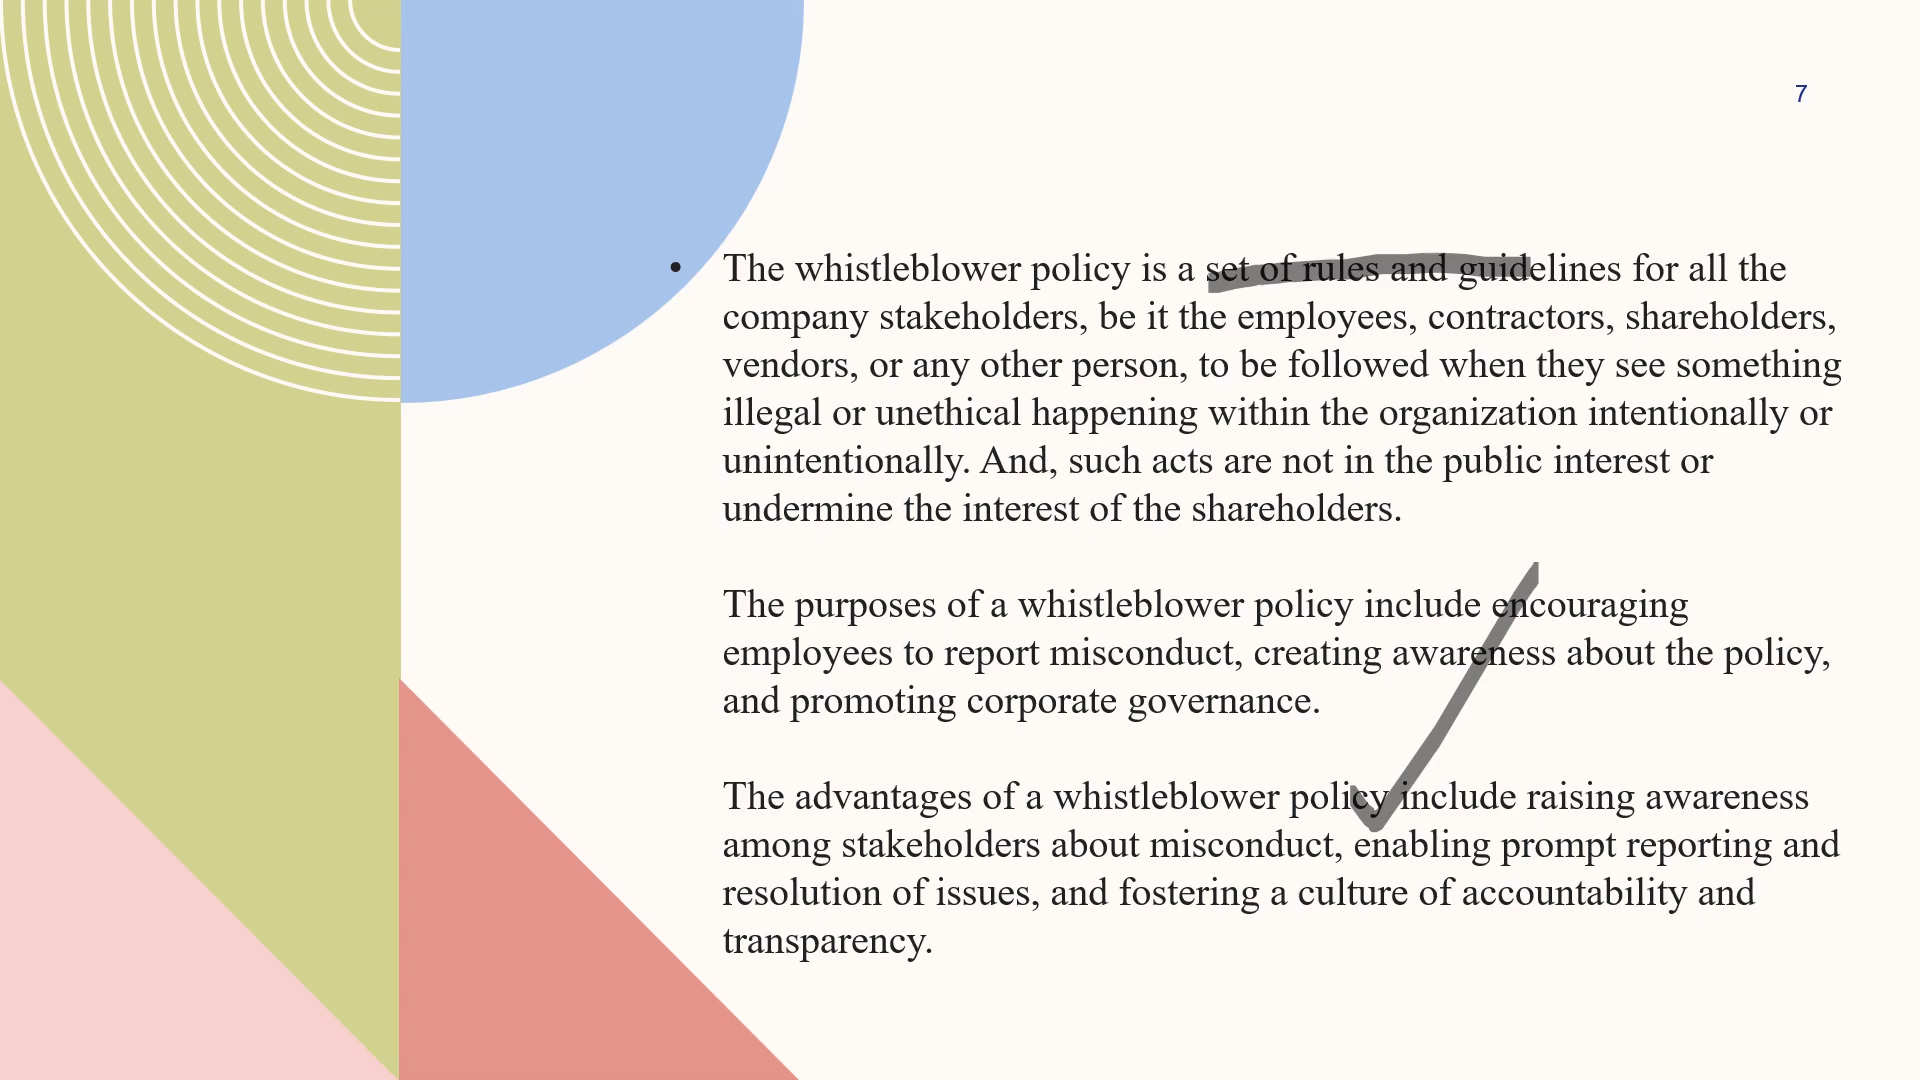 7
• The whistleblower policy is a set of rules and guidelines for all the
company stakeholders, be it the employees, contractors, shareholders,
vendors, or any other person, to be followed when they see something
illegal or unethical happening within the organization intentionally or
unintentionally. And, such acts are not in the public interest or
undermine the interest of the shareholders.
The purposes of a whistleblower policy include encouraging
employees to report misconduct, creating awareness about the policy,
and promoting corporate governance.
The advantages of a whistleblower policy include raising awareness
among stakeholders about misconduct, enabling prompt reporting and
resolution of issues, and fostering a culture of accountability and
transparency.